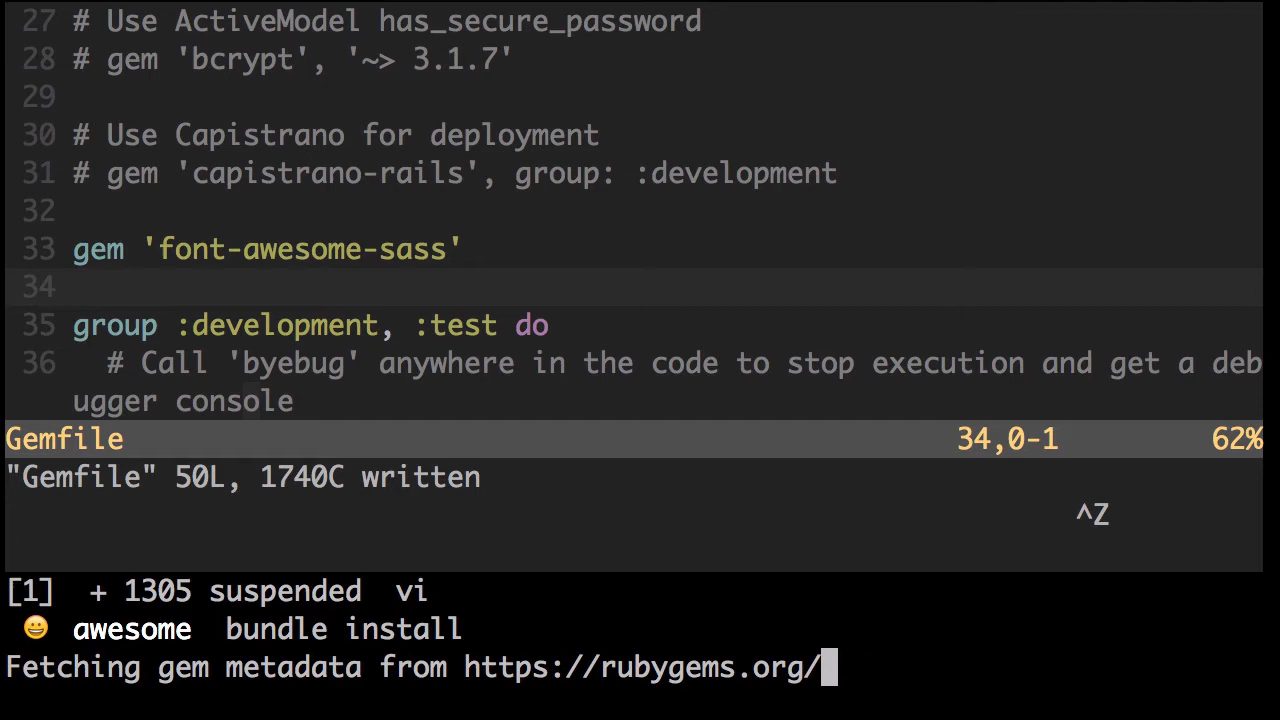 27 # Use ActiveModel has_secure_password
28 # gem 'bcrypt', '~> 3.1.7'
29
30 # Use Capistrano for deployment
31 # gem 'capistrano-rails', group: :development
32
33 gem 'font-awesome-sass'
34
35 group :development, :test do
36   # Call 'byebug' anywhere in the code to stop execution and get a deb
ugger console
Gemfile 34,0-1 62%
"Gemfile" 50L, 1740C written
^Z
[1]  + 1305 suspended  vi
😀 awesome  bundle install
Fetching gem metadata from https://rubygems.org/